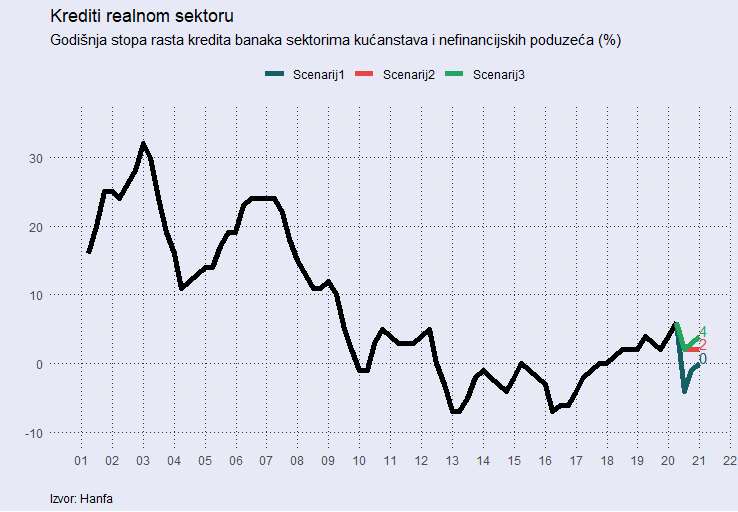 Krediti realnom sektoru
Godišnja stopa rasta kredita banaka sektorima kućanstava i nefinancijskih poduzeća (%)
Scenarij1 Scenarij2 Scenarij3
30
20
10
0
-10
4
2
0
01 02 03 04 05 06 07 08 09 10 11 12 13 14 15 16 17 18 19 20 21 22
Izvor: Hanfa